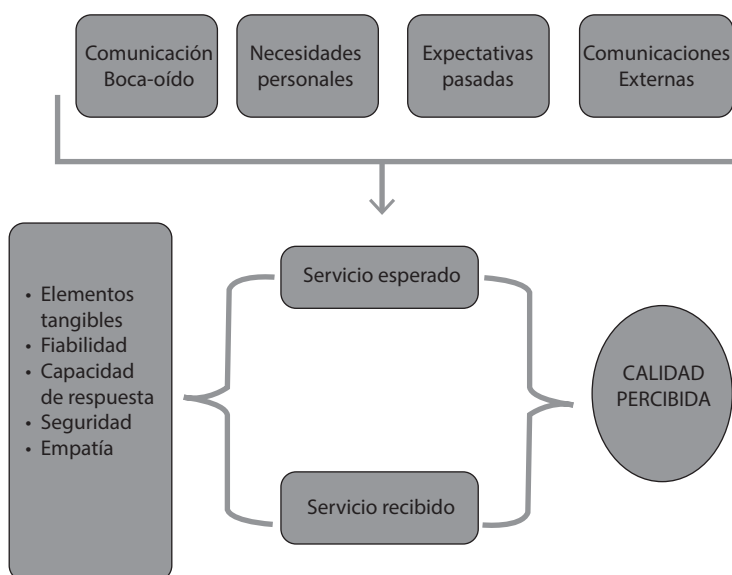 Comunicación
Boca-oído
Necesidades
personales
Expectativas
pasadas
Comunicaciones
Externas
• Elementos
tangibles
• Fiabilidad
• Capacidad
de respuesta
• Seguridad
• Empatía
Servicio esperado
Servicio recibido
CALIDAD
PERCIBIDA